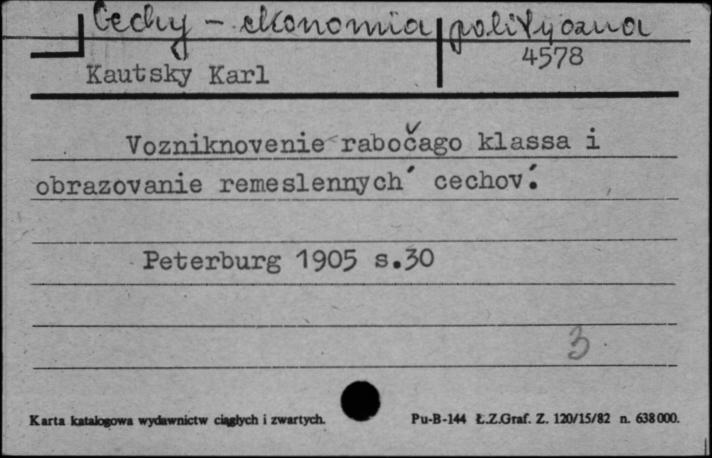 Cechy - ekonomia polityczna
4578
Kautsky Karl
Vozniknovenie rabočago klassa i
obrazovanie remeslennych′ cechov′.
Peterburg 1905 s.30
3
Karta katalogowa wydawnictw ciągłych i zwartych.
Pu-B-144 Ł.Z.Graf. Z. 120/15/82 n. 638000.